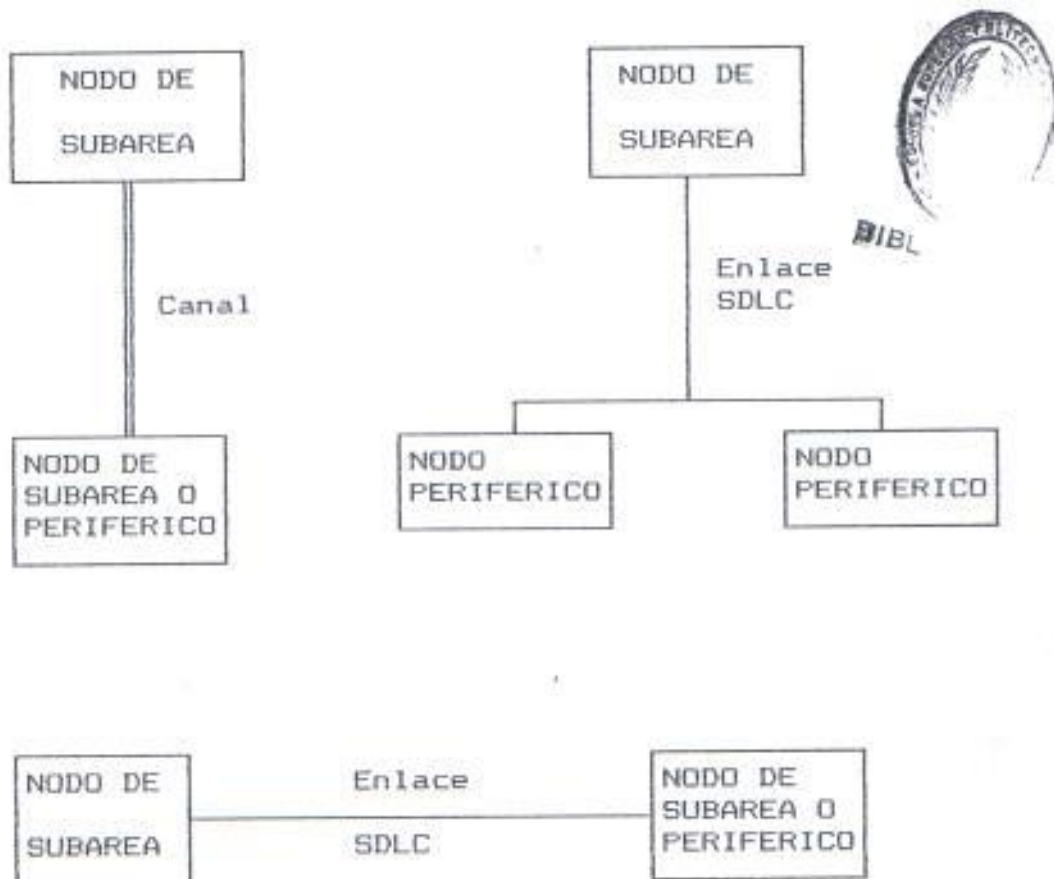 NODO DE
SUBAREA
Canal
NODO DE
SUBAREA O
PERIFERICO
NODO DE
SUBAREA
Enlace
SDLC
NODO
PERIFERICO
NODO
PERIFERICO
BIBL
NODO DE
SUBAREA
Enlace
SDLC
NODO DE
SUBAREA O
PERIFERICO